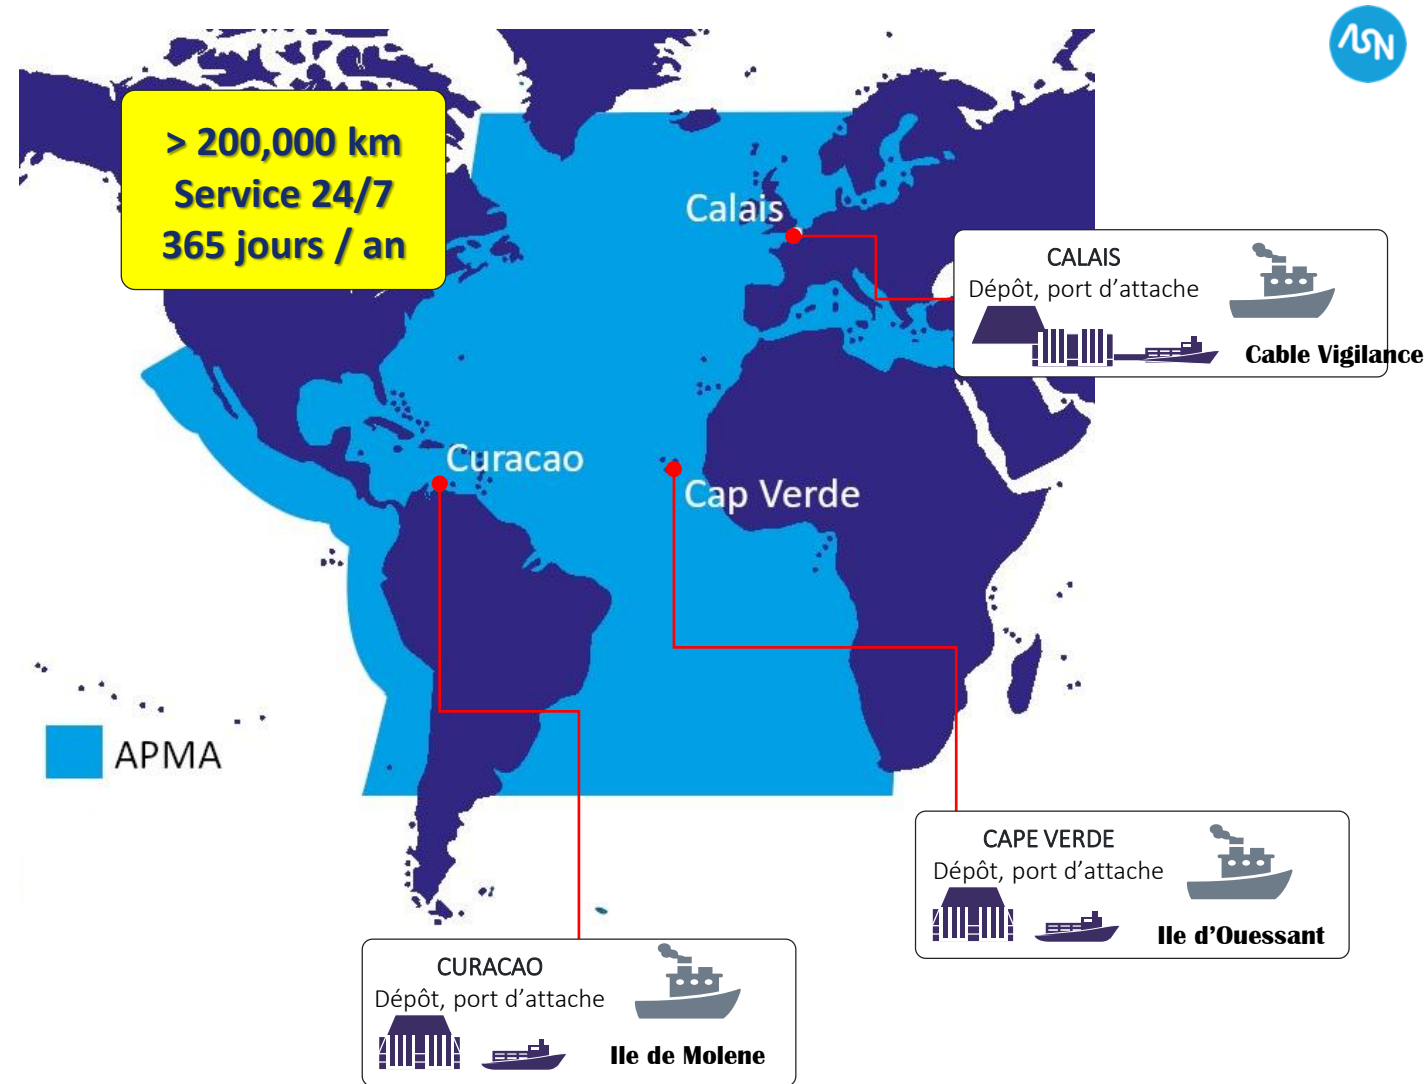 ASN
> 200,000 km
Service 24/7
365 jours / an
Calais
CALAIS
Dépôt, port d’attache
Cable Vigilance
Curacao
Cap Verde
APMA
CAPE VERDE
Dépôt, port d’attache
Ile d’Ouessant
CURACAO
Dépôt, port d’attache
Ile de Molene